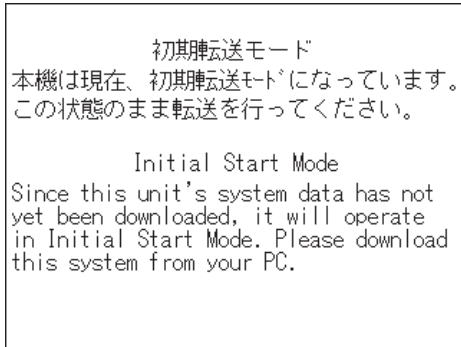 初期転送モード
本機は現在、初期転送ﾓｰﾄﾞになっています。
この状態のまま転送を行ってください。
Initial Start Mode
Since this unit's system data has not
yet been downloaded, it will operate
in Initial Start Mode. Please download
this system from your PC.